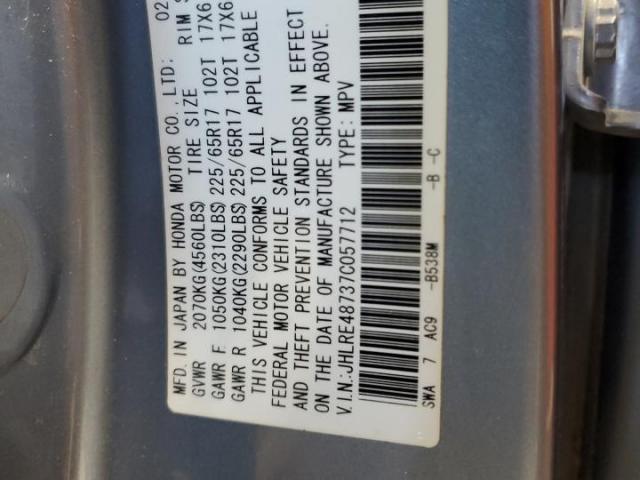 MFD. IN JAPAN BY HONDA MOTOR CO.,LTD: 02
GVWR 2070KG(4560LBS) TIRE SIZE RIM S
GAWR F. 1050KG(2310LBS) 225/65R17 102T 17X6
GAWR R 1040KG(2290LBS) 225/65R17 102T 17X6
THIS VEHICLE CONFORMS TO ALL APPLICABLE
FEDERAL MOTOR VEHICLE SAFETY
AND THEFT PREVENTION STANDARDS IN EFFECT
ON THE DATE OF MANUFACTURE SHOWN ABOVE.
V.I.N.:JHLRE48737C057712 TYPE: MPV
SWA 7 AC9 -B538M -B -C